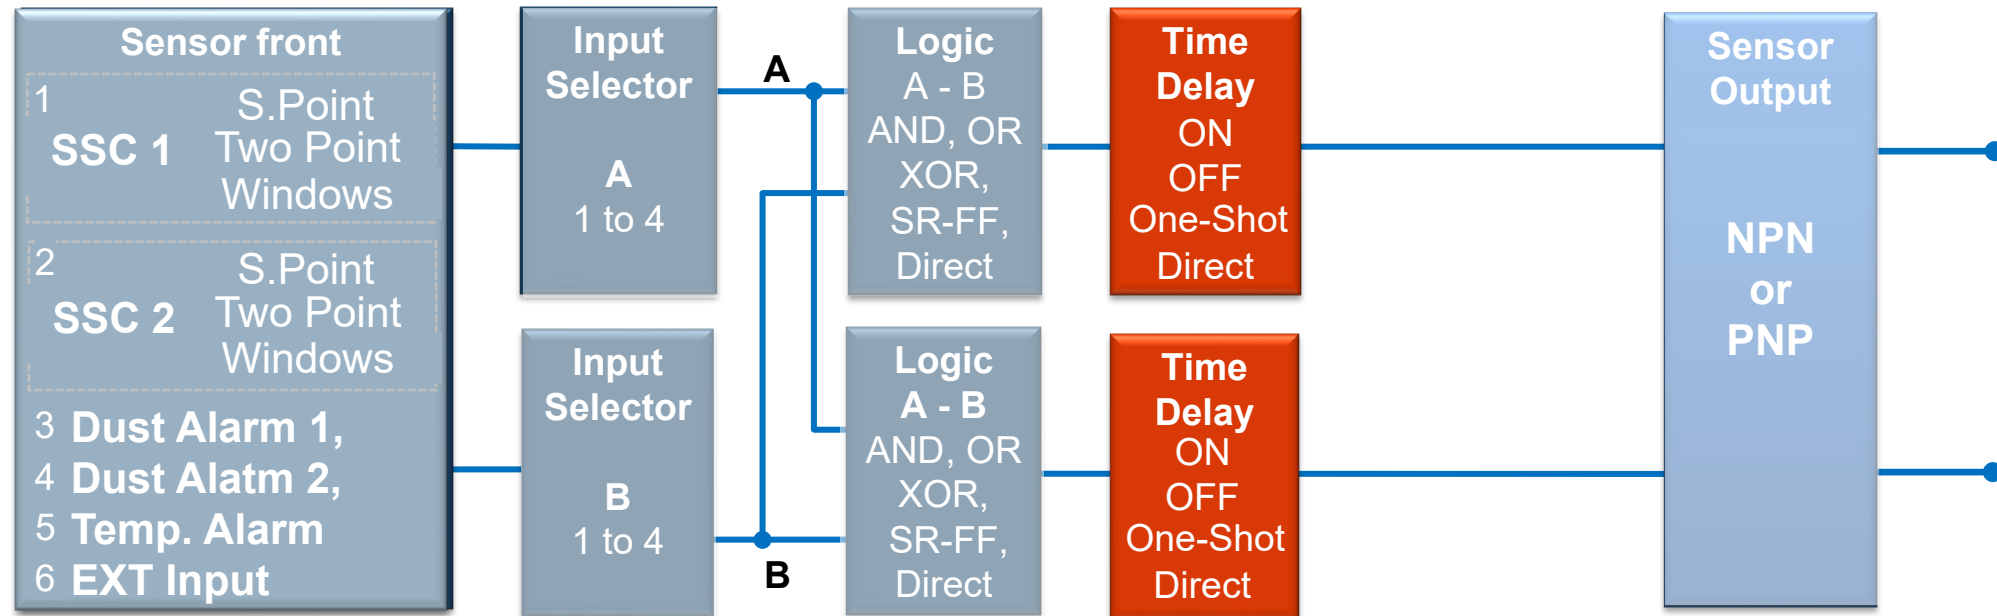 Sensor front
1
S.Point
SSC 1 Two Point
Windows
2
S.Point
SSC 2 Two Point
Windows
3 Dust Alarm 1,
4 Dust Alatm 2,
5 Temp. Alarm
6 EXT Input
Input
Selector
A
1 to 4
Input
Selector
B
1 to 4
A
B
Logic
A - B
AND, OR
XOR,
SR-FF,
Direct
Logic
A - B
AND, OR
XOR,
SR-FF,
Direct
Time
Delay
ON
OFF
One-Shot
Direct
Time
Delay
ON
OFF
One-Shot
Direct
Sensor
Output
NPN
or
PNP